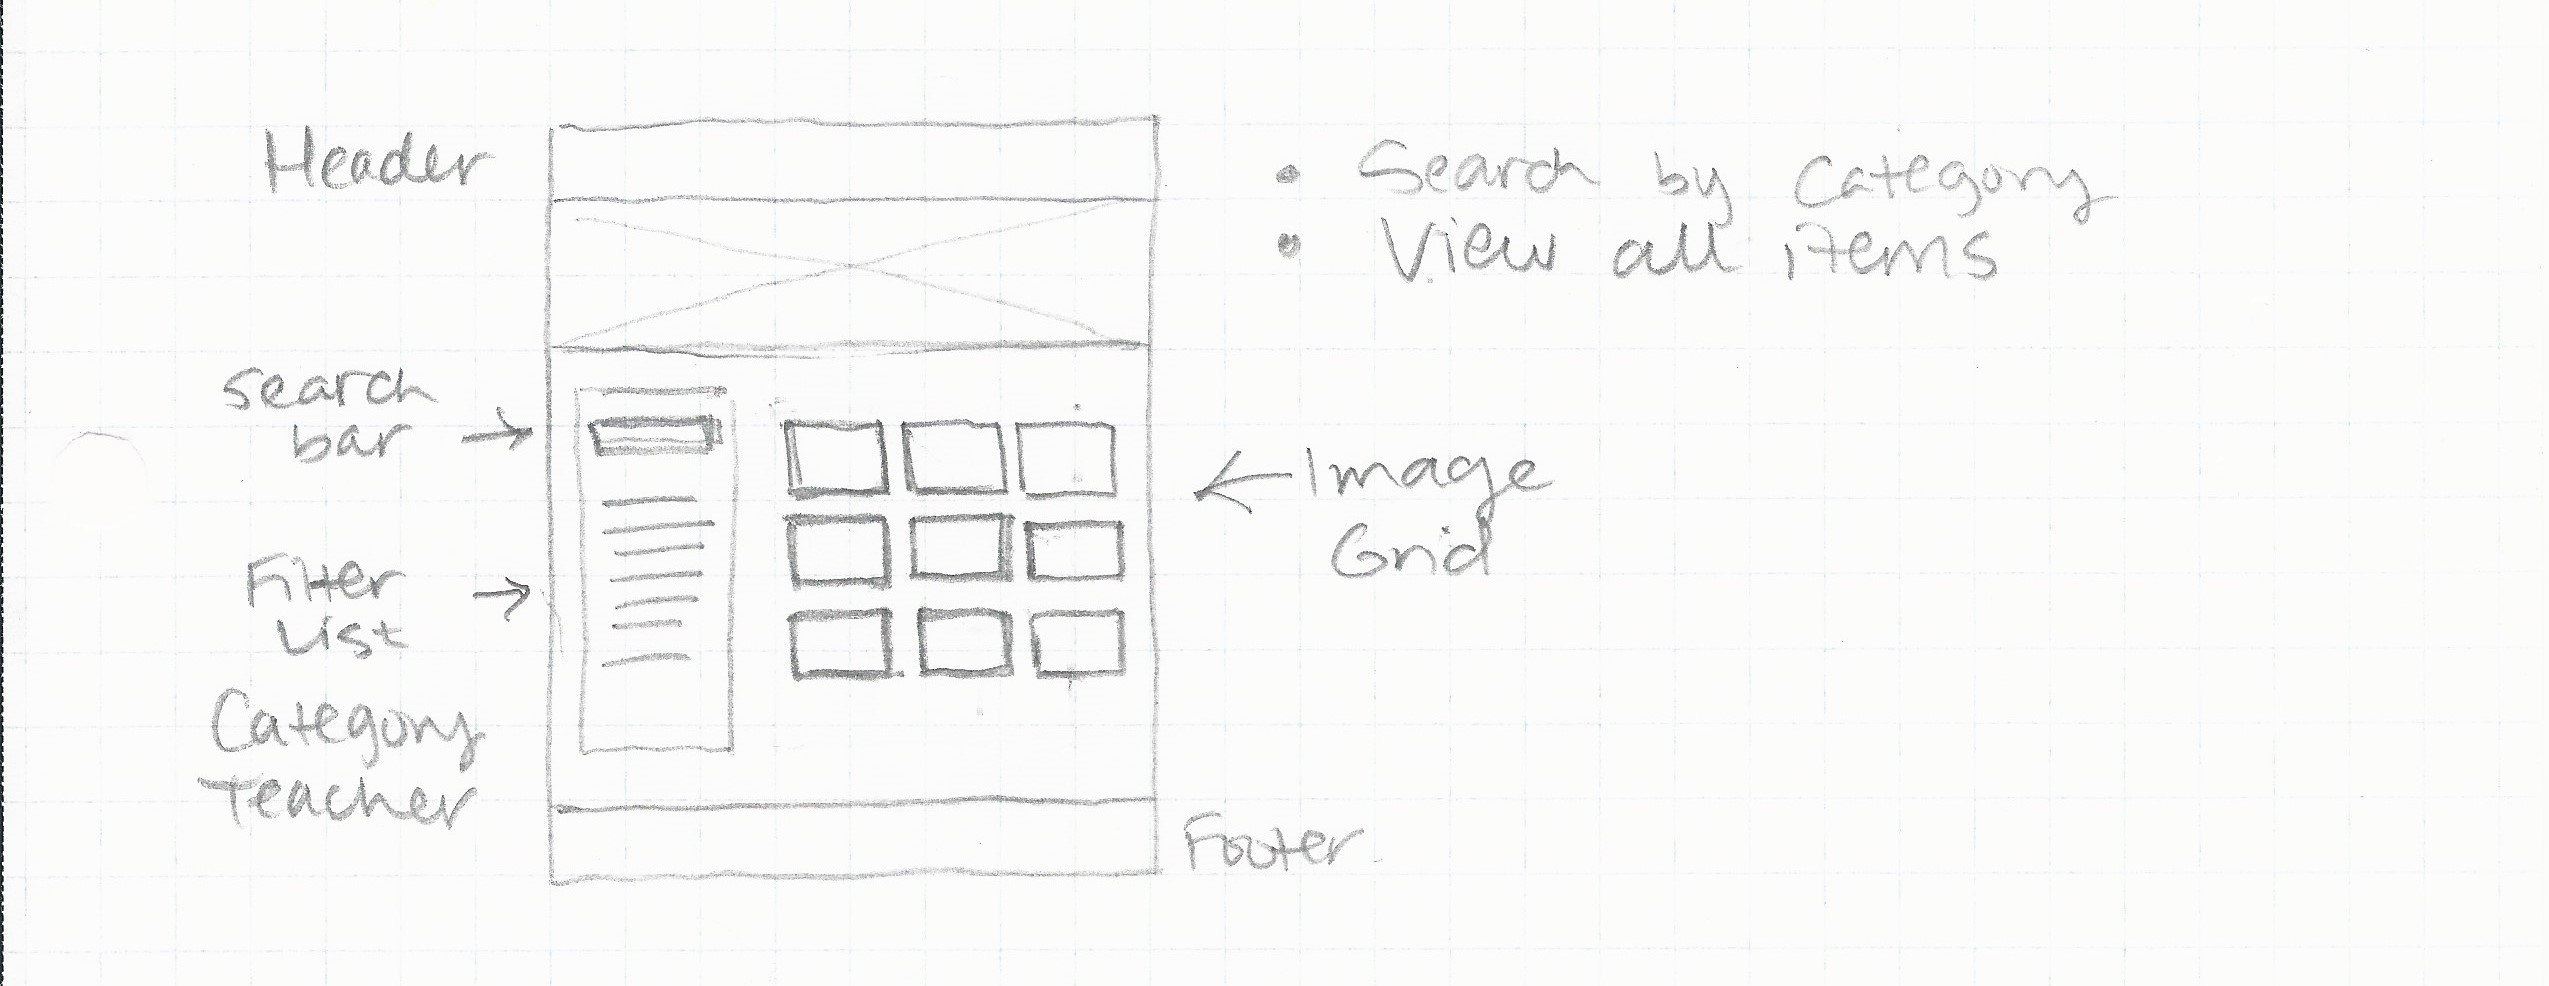 Header
• Search by Category
• View all items
search
bar →
Filter →
List
Category
Teacher
← Image
Grid
Footer